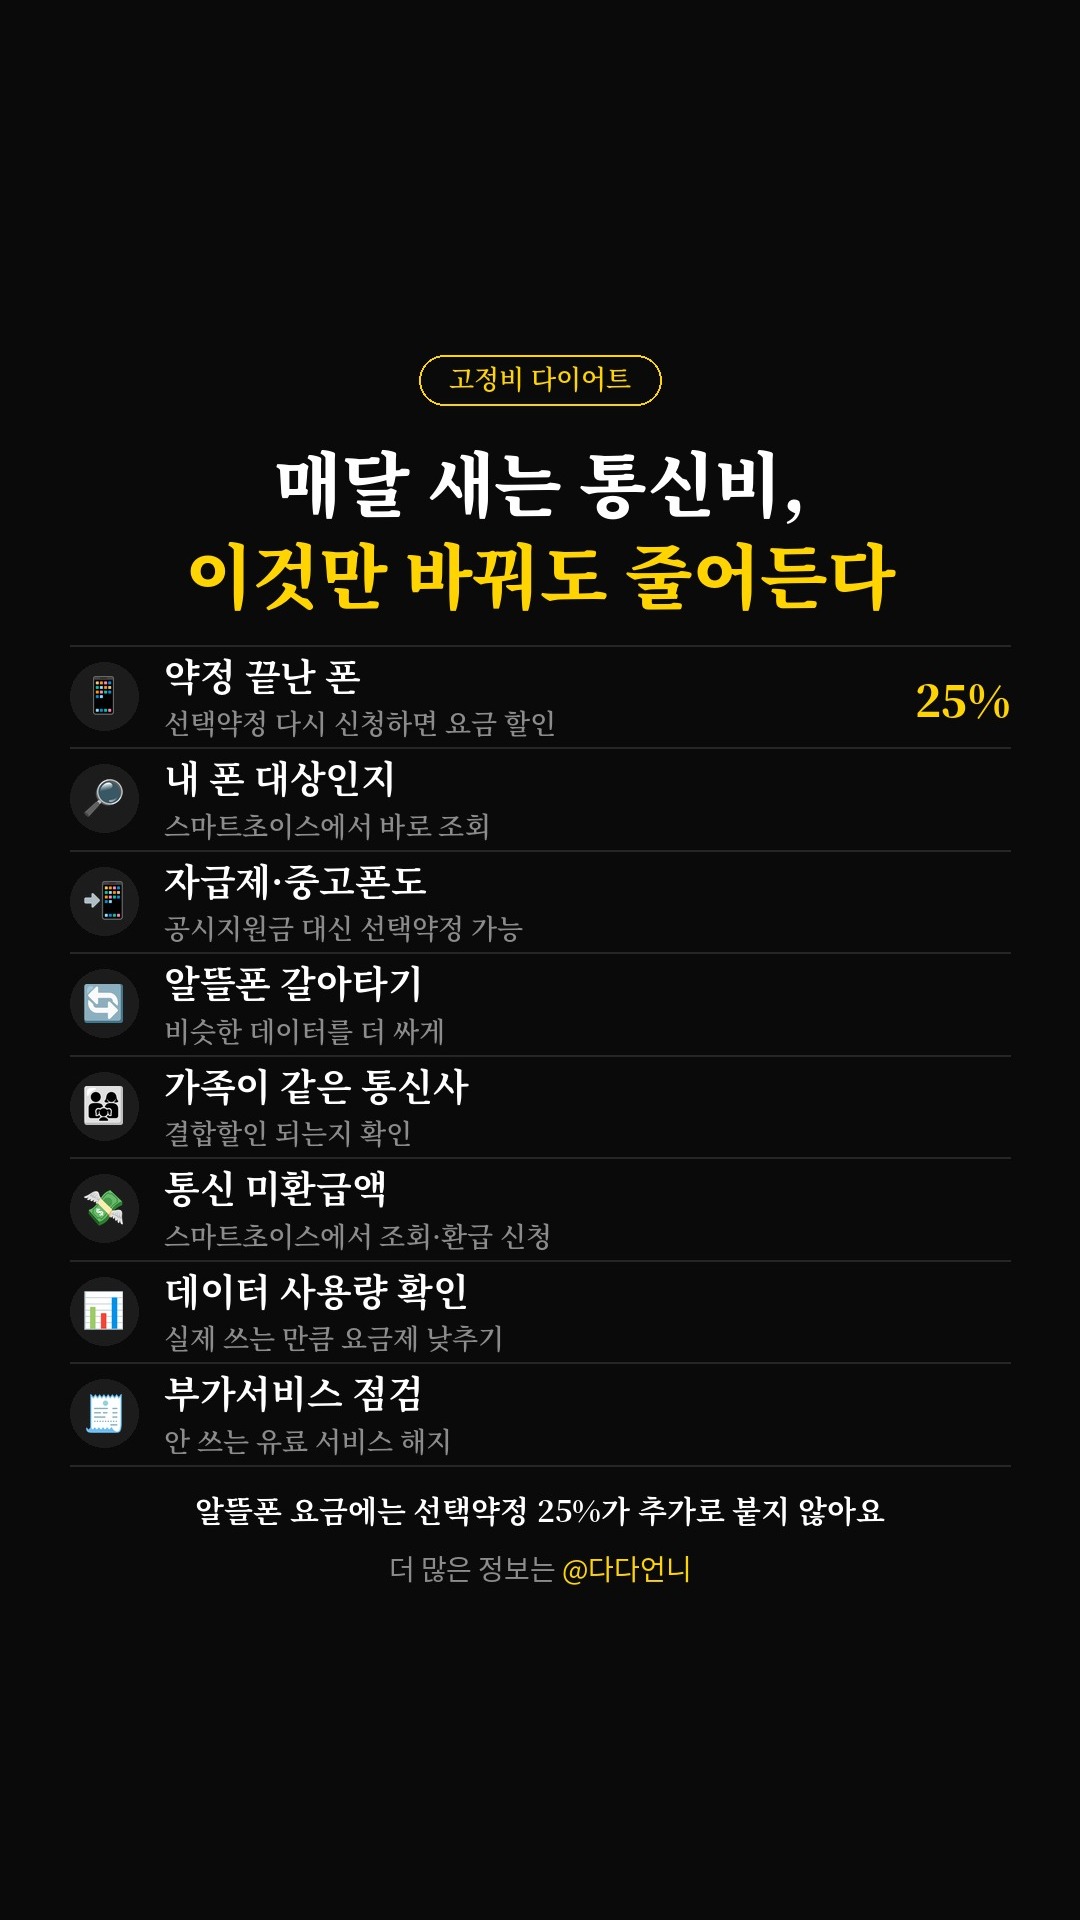 고정비 다이어트
매달 새는 통신비,
이것만 바꿔도 줄어든다
약정 끝난 폰
선택약정 다시 신청하면 요금 할인
25%
내 폰 대상인지
스마트초이스에서 바로 조회
자급제·중고폰도
공시지원금 대신 선택약정 가능
알뜰폰 갈아타기
비슷한 데이터를 더 싸게
가족이 같은 통신사
결합할인 되는지 확인
통신 미환급액
스마트초이스에서 조회·환급 신청
데이터 사용량 확인
실제 쓰는 만큼 요금제 낮추기
부가서비스 점검
안 쓰는 유료 서비스 해지
알뜰폰 요금에는 선택약정 25%가 추가로 붙지 않아요
더 많은 정보는 @다다언니